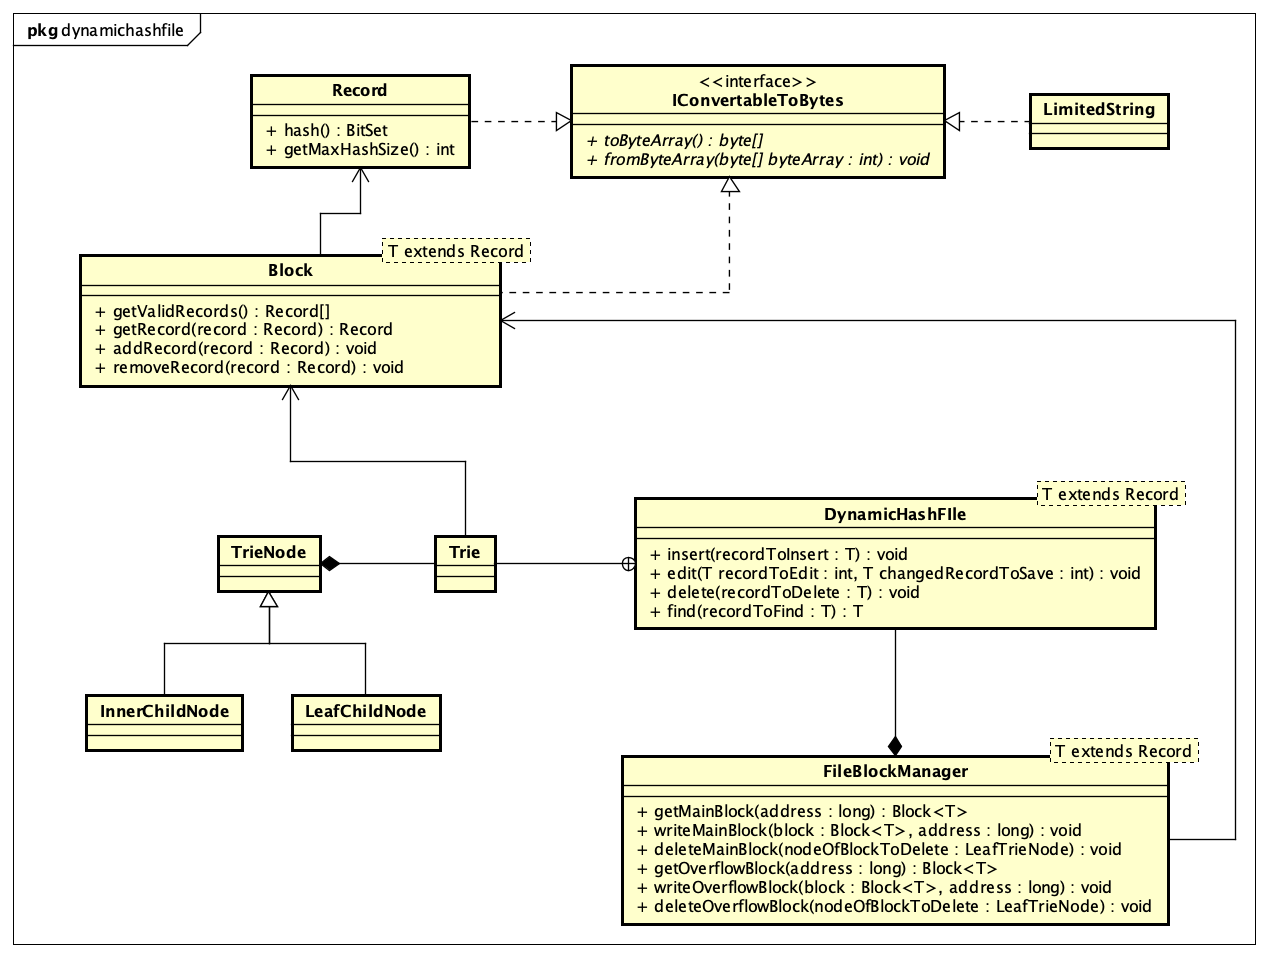 pkg dynamichashfile
Record
+ hash() : BitSet
+ getMaxHashSize() : int
<<interface>>
IConvertableToBytes
+ toByteArray() : byte[]
+ fromByteArray(byte[] byteArray : int) : void
LimitedString
T extends Record
Block
+ getValidRecords() : Record[]
+ getRecord(record : Record) : Record
+ addRecord(record : Record) : void
+ removeRecord(record : Record) : void
T extends Record
DynamicHashFIle
+ insert(recordToInsert : T) : void
+ edit(T recordToEdit : int, T changedRecordToSave : int) : void
+ delete(recordToDelete : T) : void
+ find(recordToFind : T) : T
TrieNode
Trie
InnerChildNode
LeafChildNode
T extends Record
FileBlockManager
+ getMainBlock(address : long) : Block<T>
+ writeMainBlock(block : Block<T>, address : long) : void
+ deleteMainBlock(nodeOfBlockToDelete : LeafTrieNode) : void
+ getOverflowBlock(address : long) : Block<T>
+ writeOverflowBlock(block : Block<T>, address : long) : void
+ deleteOverflowBlock(nodeOfBlockToDelete : LeafTrieNode) : void